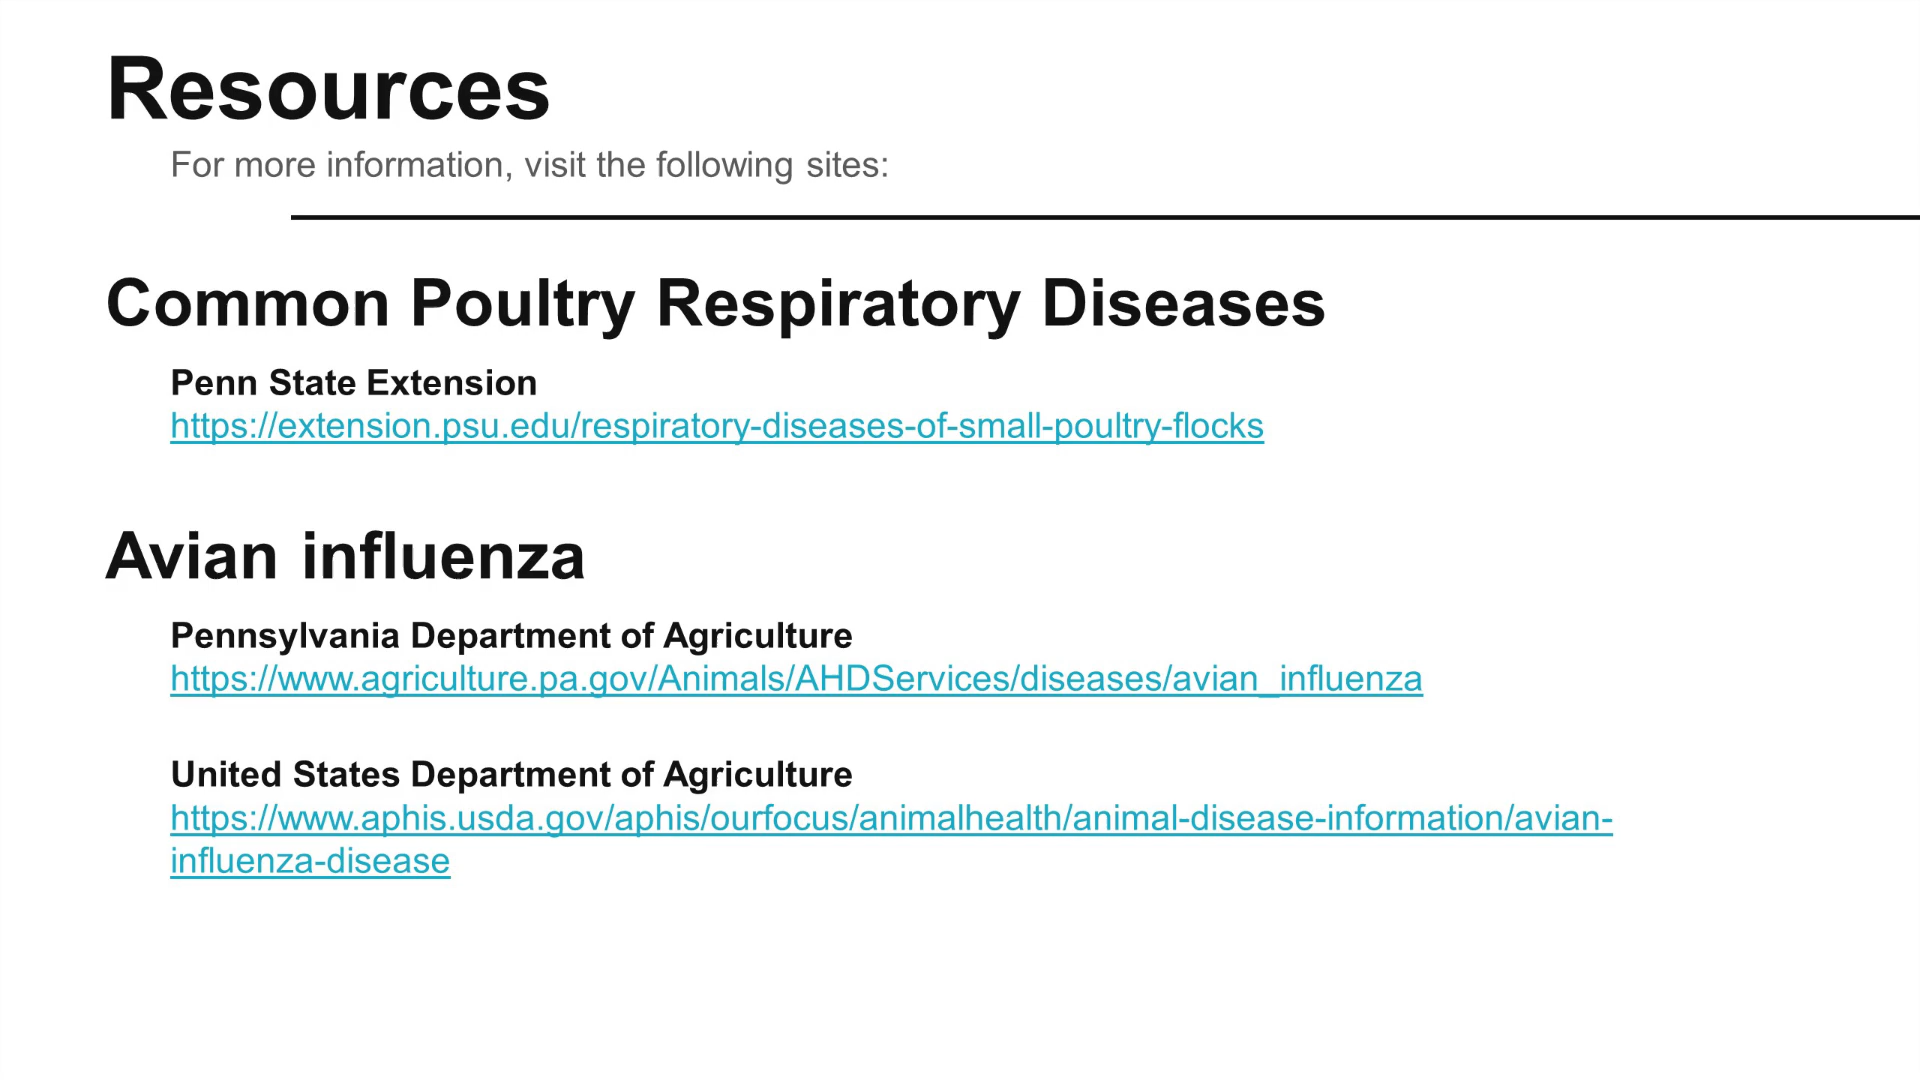 Resources
For more information, visit the following sites:
Common Poultry Respiratory Diseases
Penn State Extension
https://extension.psu.edu/respiratory-diseases-of-small-poultry-flocks
Avian influenza
Pennsylvania Department of Agriculture
https://www.agriculture.pa.gov/Animals/AHDServices/diseases/avian_influenza
United States Department of Agriculture
https://www.aphis.usda.gov/aphis/ourfocus/animalhealth/animal-disease-information/avian-
influenza-disease